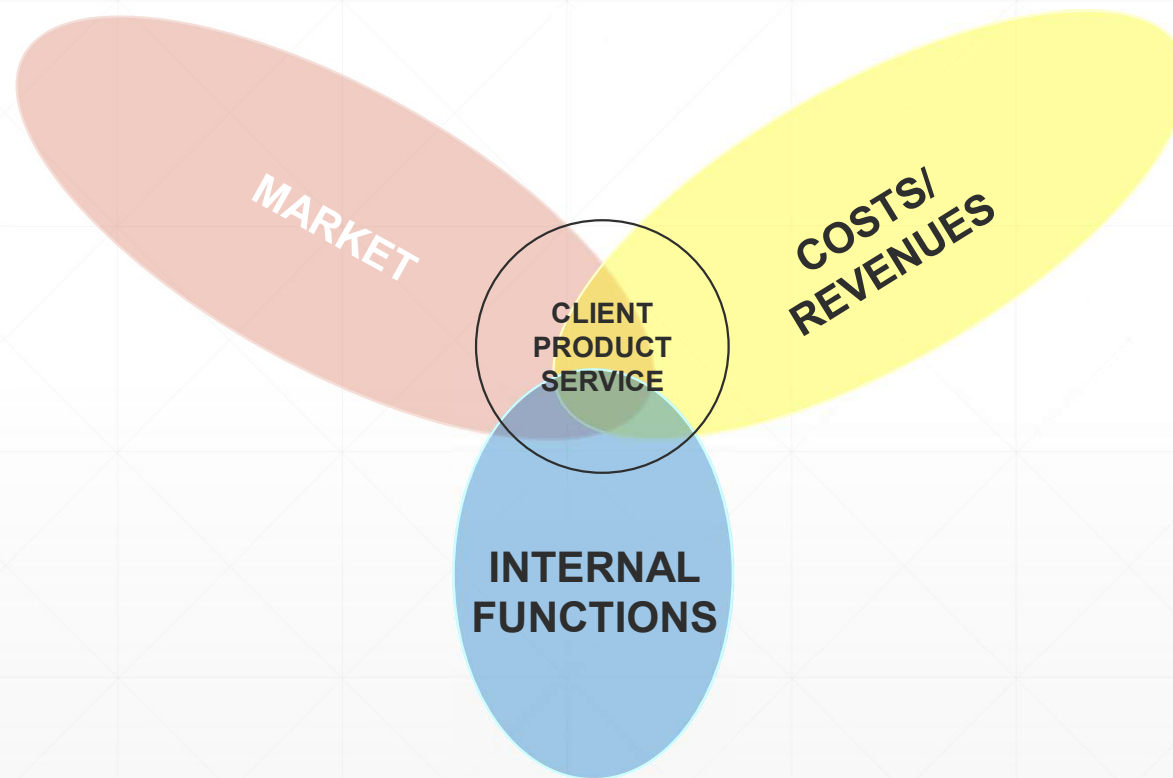 MARKET
COSTS/
REVENUES
CLIENT
PRODUCT
SERVICE
INTERNAL
FUNCTIONS